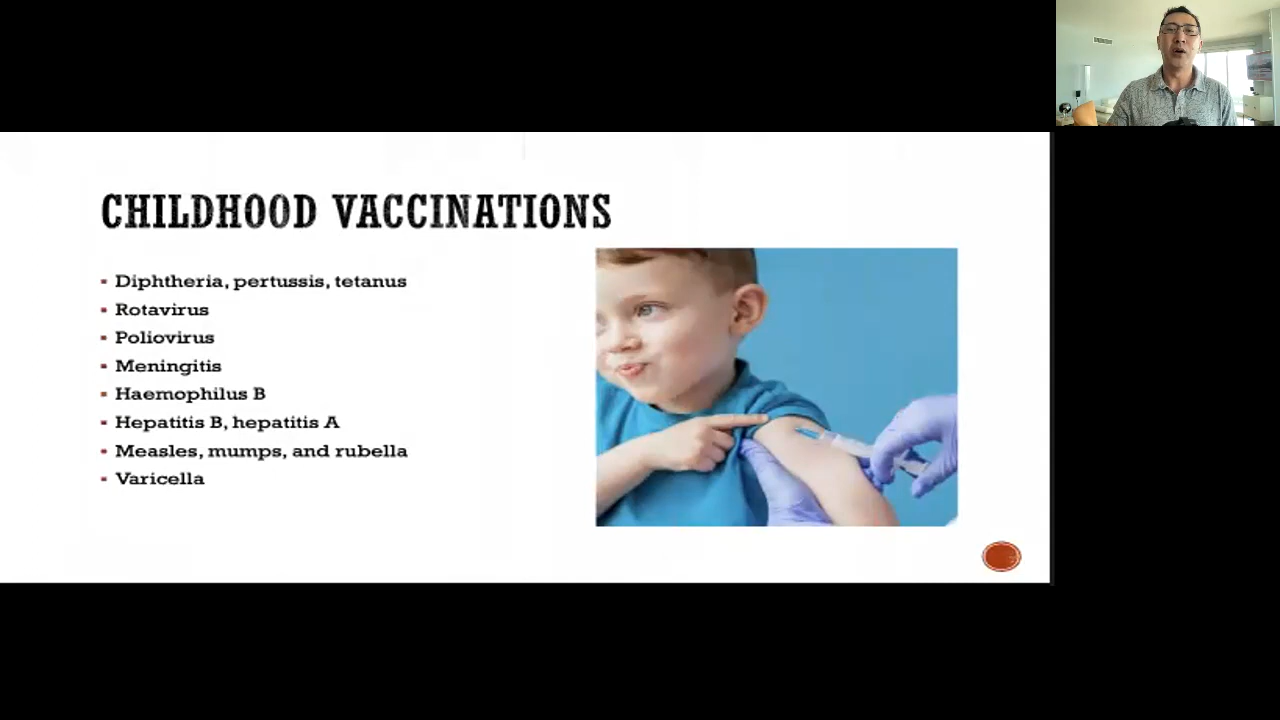 CHILDHOOD VACCINATIONS
Diphtheria, pertussis, tetanus
Rotavirus
Poliovirus
Meningitis
Haemophilus B
Hepatitis B, hepatitis A
Measles, mumps, and rubella
Varicella